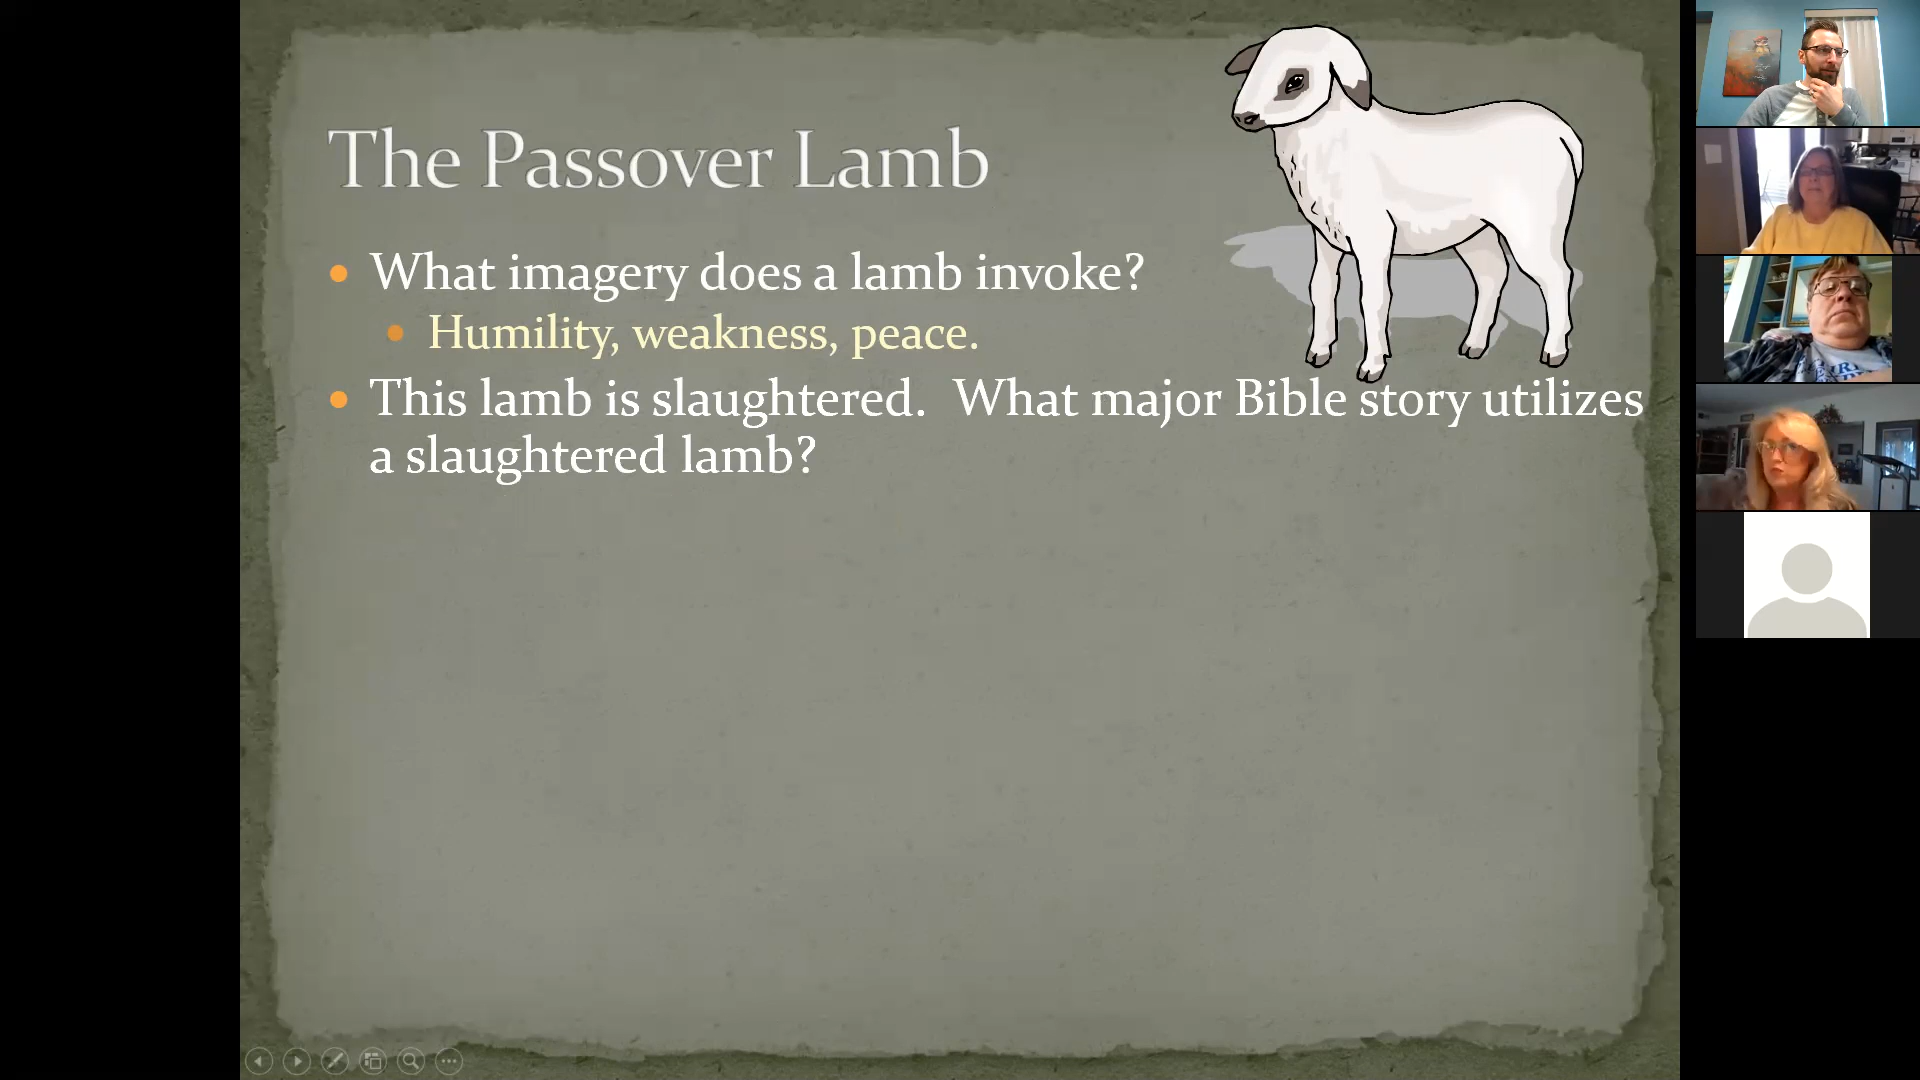 The Passover Lamb
What imagery does a lamb invoke?
Humility, weakness, peace.
This lamb is slaughtered.  What major Bible story utilizes
a slaughtered lamb?